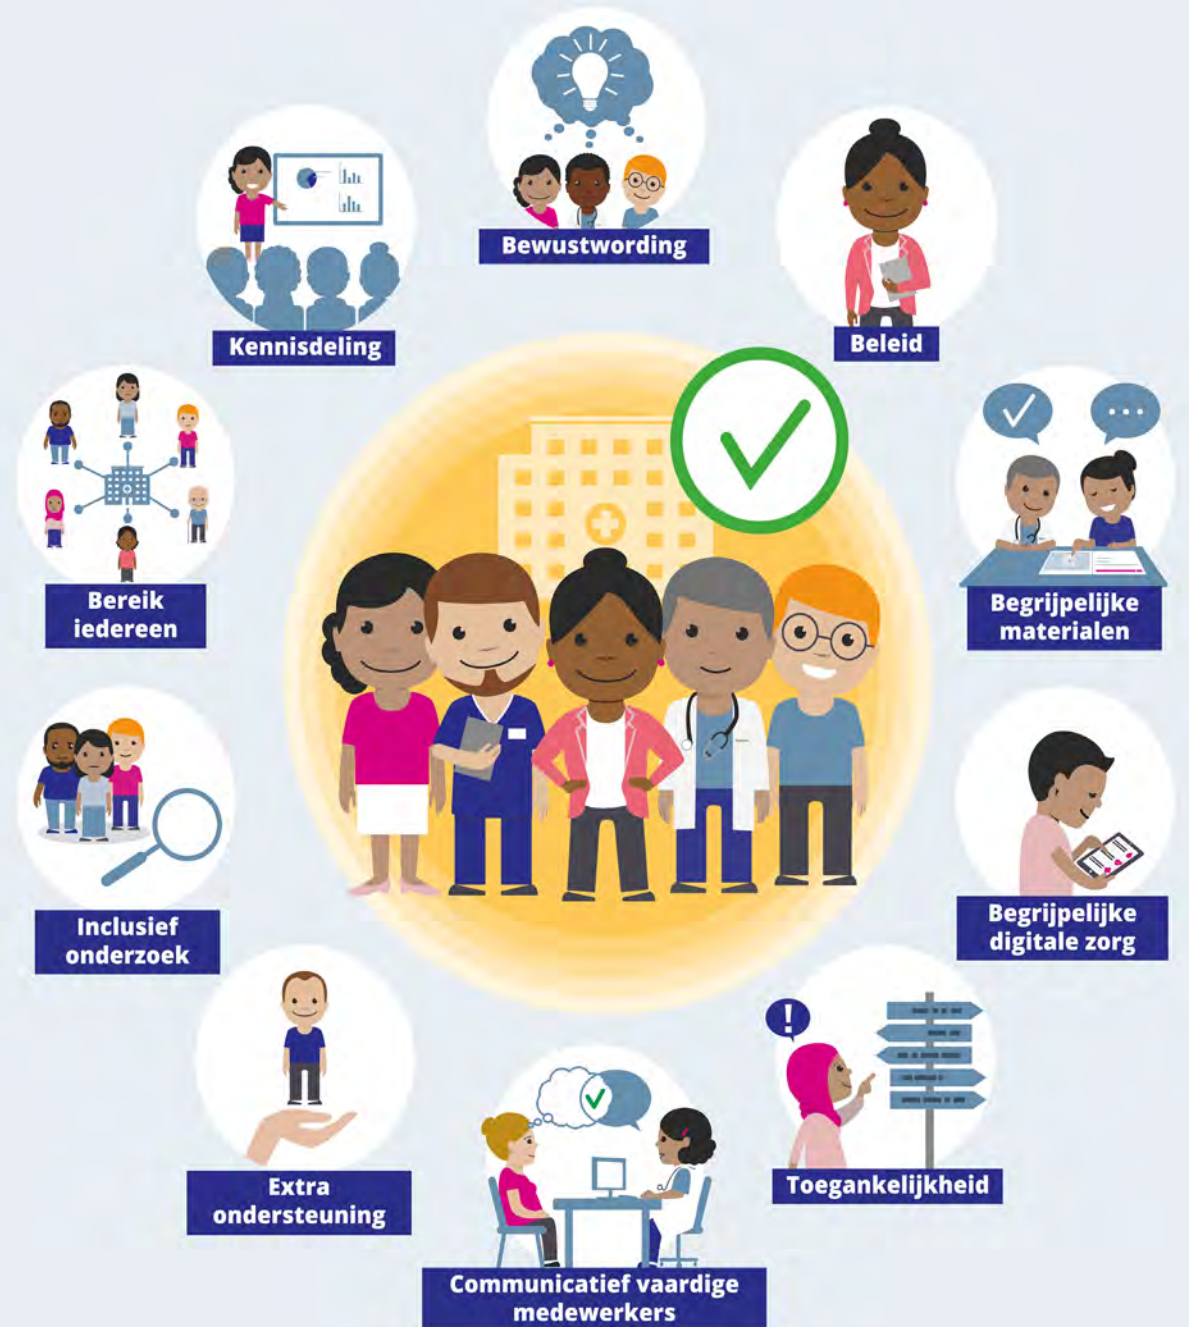 Bewustwording
Beleid
Begrijpelijke
materialen
Begrijpelijke
digitale zorg
Toegankelijkheid
Communicatief vaardige
medewerkers
Extra
ondersteuning
Inclusief
onderzoek
Bereik
iedereen
Kennisdeling
!